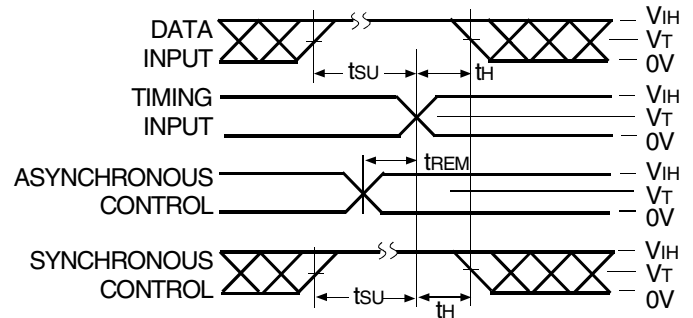 DATA INPUT
tSU
tH
VIH
VT
0V
TIMING INPUT
VIH
VT
0V
tREM
ASYNCHRONOUS CONTROL
VIH
VT
0V
SYNCHRONOUS CONTROL
tSU
tH
VIH
VT
0V